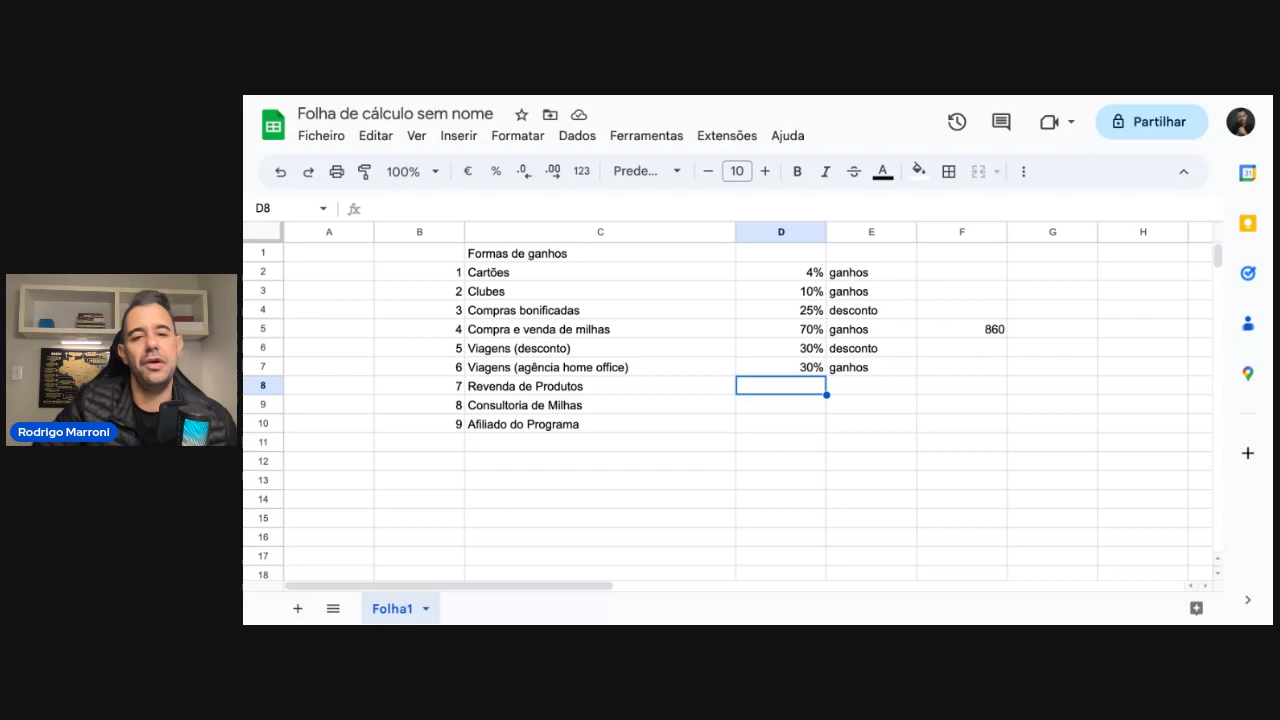 Folha de cálculo sem nome
Ficheiro Editar Ver Inserir Formatar Dados Ferramentas Extensões Ajuda
Partilhar
100% € % .0 .00 123 Prede... 10 B I A
31
D8 fx
A B C D E F G H
1 Formas de ganhos
2 1 Cartões 4% ganhos
3 2 Clubes 10% ganhos
4 3 Compras bonificadas 25% desconto
5 4 Compra e venda de milhas 70% ganhos 860
6 5 Viagens (desconto) 30% desconto
7 6 Viagens (agência home office) 30% ganhos
8 7 Revenda de Produtos
9 8 Consultoria de Milhas
10 9 Afiliado do Programa
11
12
13
14
15
16
17
18
Folha1
Rodrigo Marroni